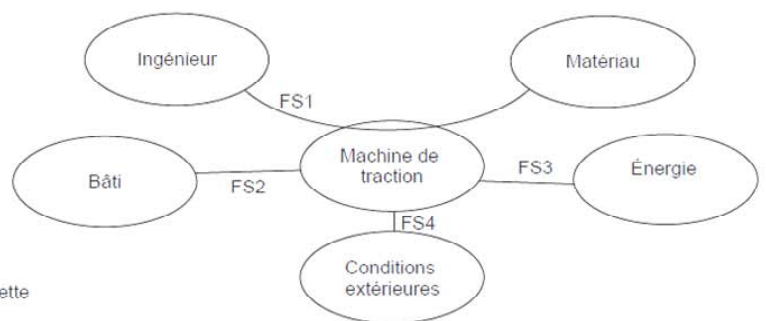 Ingénieur
Matériau
FS1
Machine de
traction
Bâti
FS2
FS3
Énergie
FS4
Conditions
extérieures
ette